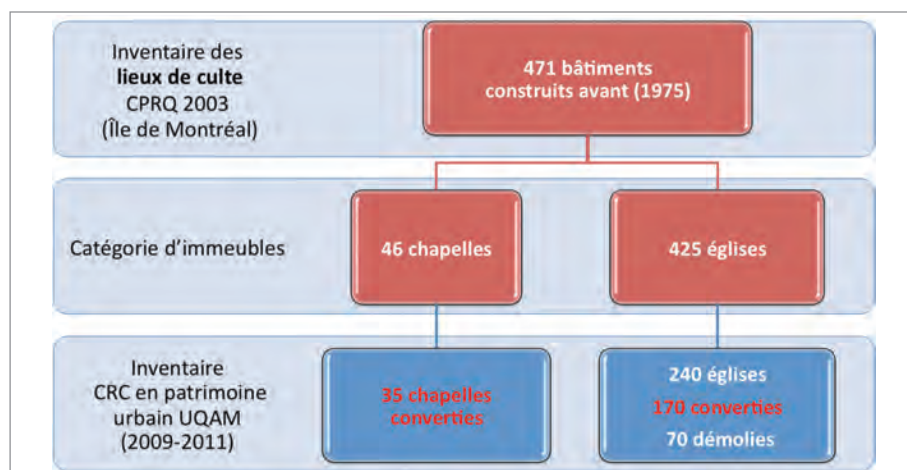 Inventaire des
lieux de culte
CPRQ 2003
(Île de Montréal)
471 bâtiments
construits avant (1975)
Catégorie d’immeubles
46 chapelles
425 églises
Inventaire
CRC en patrimoine
urbain UQAM
(2009-2011)
35 chapelles
converties
240 églises
170 converties
70 démolies